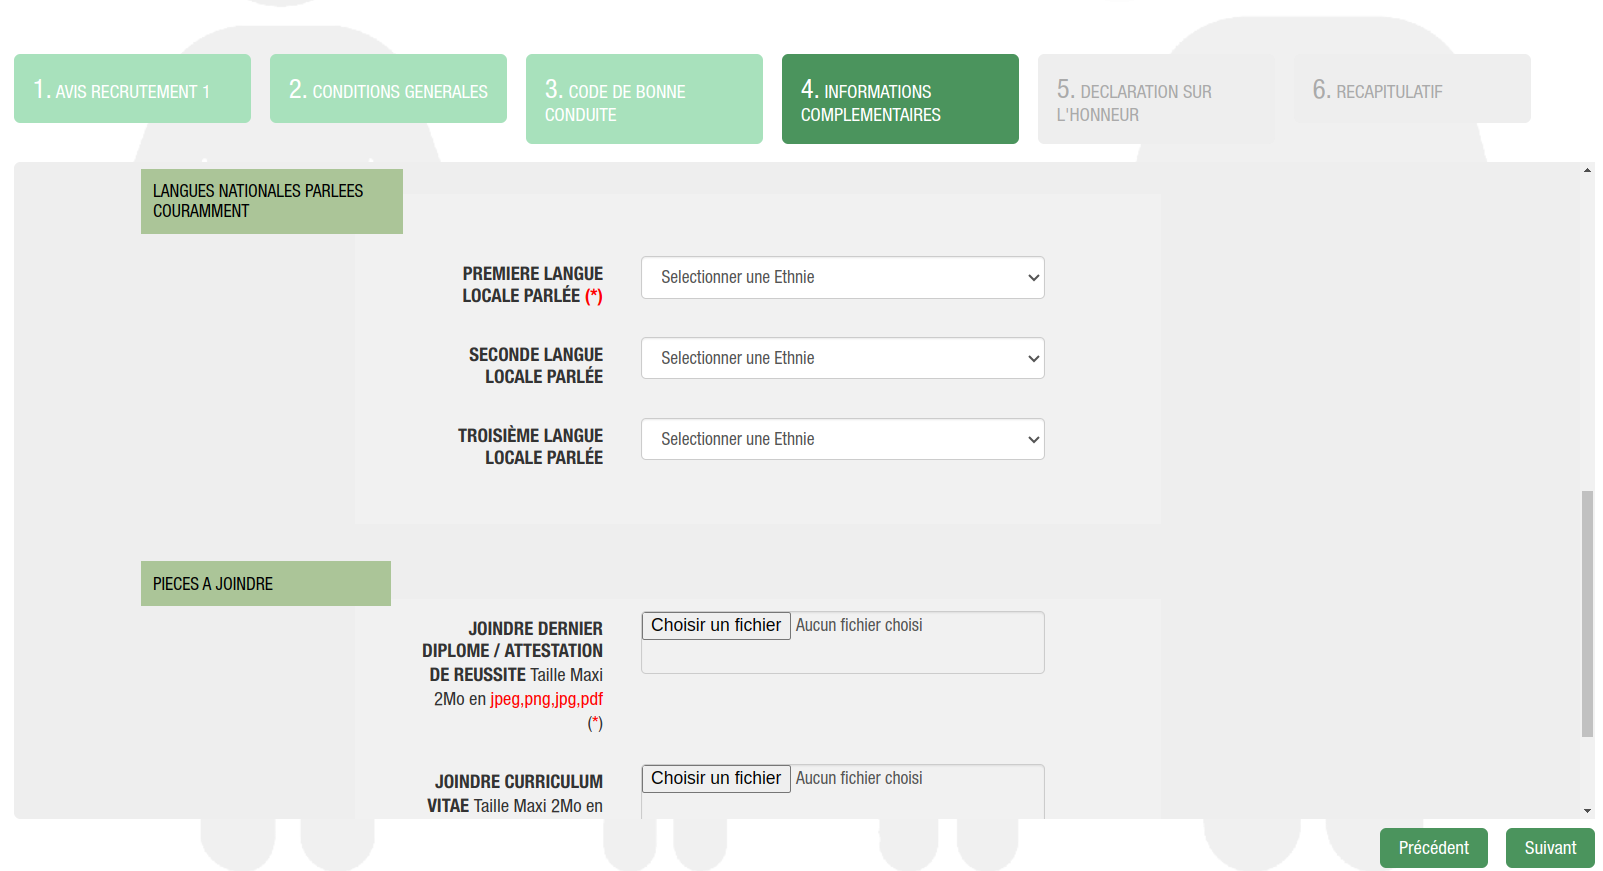 1. AVIS RECRUTEMENT 1
2. CONDITIONS GENERALES
3. CODE DE BONNE
CONDUITE
4. INFORMATIONS
COMPLEMENTAIRES
5. DECLARATION SUR
L'HONNEUR
6. RECAPITULATIF
LANGUES NATIONALES PARLEES
COURAMMENT
PREMIERE LANGUE
LOCALE PARLÉE (*)
Selectionner une Ethnie
SECONDE LANGUE
LOCALE PARLÉE
Selectionner une Ethnie
TROISIÈME LANGUE
LOCALE PARLÉE
Selectionner une Ethnie
PIECES A JOINDRE
JOINDRE DERNIER
DIPLOME / ATTESTATION
DE REUSSITE Taille Maxi
2Mo en jpeg,png,jpg,pdf
(*)
Choisir un fichier Aucun fichier choisi
JOINDRE CURRICULUM
VITAE Taille Maxi 2Mo en
Choisir un fichier Aucun fichier choisi
Précédent
Suivant